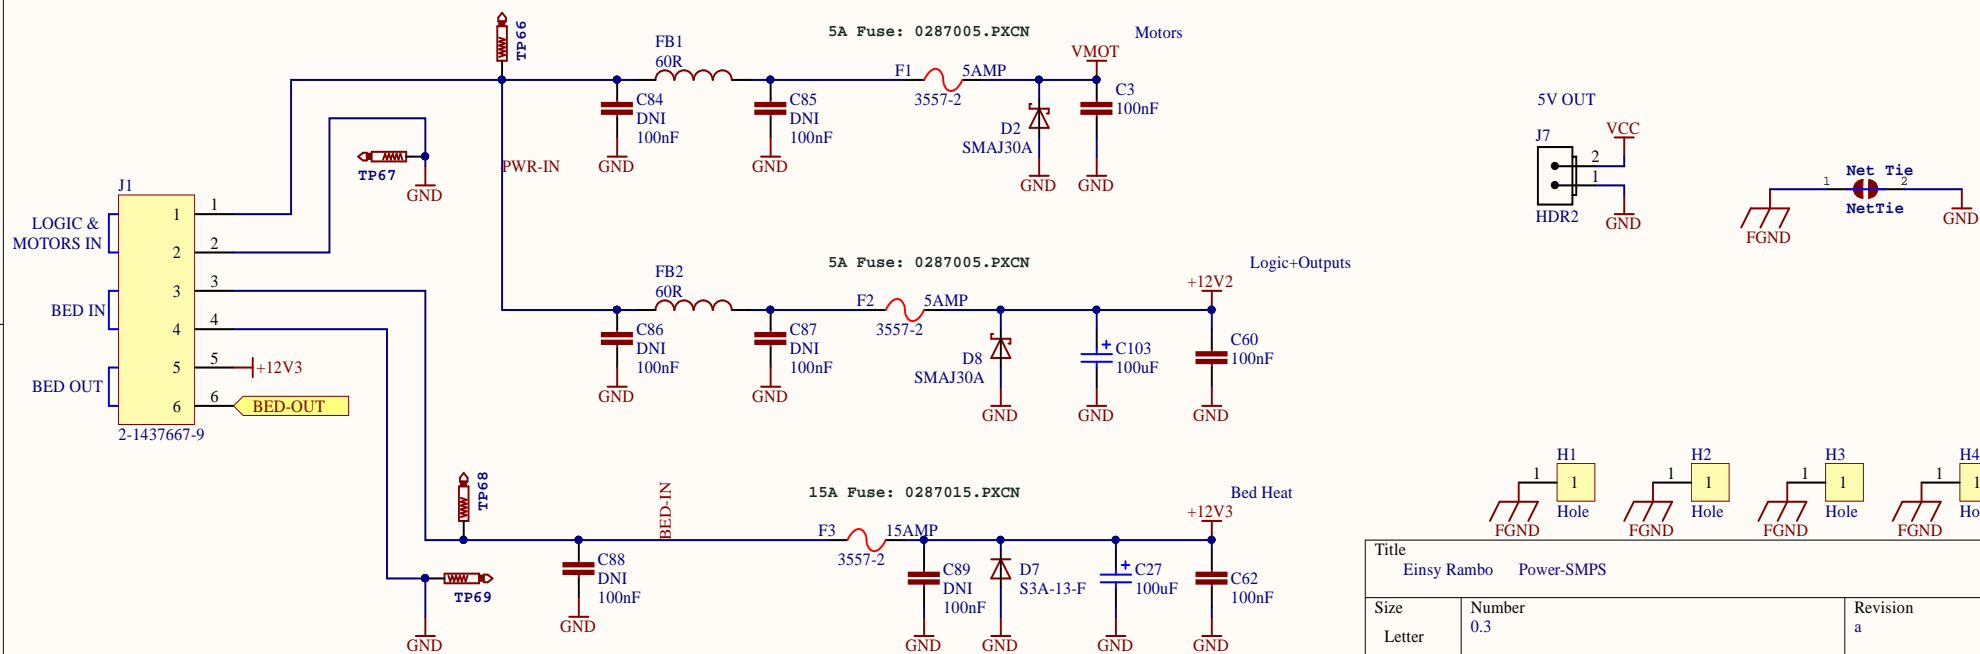 5A Fuse: 0287005.PXCN
Motors
TP66
FB1
60R
VMOT
F1
5AMP
3557-2
C84
DNI
100nF
C85
DNI
100nF
C3
100nF
D2
SMAJ30A
GND
GND
GND
GND
PWR-IN
TP67
GND
5V OUT
J7
VCC
2
1
HDR2
GND
Net Tie
1
2
NetTie
FGND
GND
J1
LOGIC &
MOTORS IN
BED IN
BED OUT
1
2
3
4
5
6
1
2
3
4
5
6
+12V3
BED-OUT
2-1437667-9
5A Fuse: 0287005.PXCN
Logic+Outputs
FB2
60R
+12V2
F2
5AMP
3557-2
C86
DNI
100nF
C87
DNI
100nF
D8
SMAJ30A
C103
100uF
C60
100nF
GND
GND
GND
GND
GND
TP68
BED-IN
15A Fuse: 0287015.PXCN
Bed Heat
+12V3
F3
15AMP
3557-2
C88
DNI
100nF
C89
DNI
100nF
D7
S3A-13-F
C27
100uF
C62
100nF
TP69
GND
GND
GND
GND
GND
GND
H1
1
1
Hole
FGND
H2
1
1
Hole
FGND
H3
1
1
Hole
FGND
H4
1
1
FGND
Title
Einsy Rambo Power-SMPS
Size
Letter
Number
0.3
Revision
a